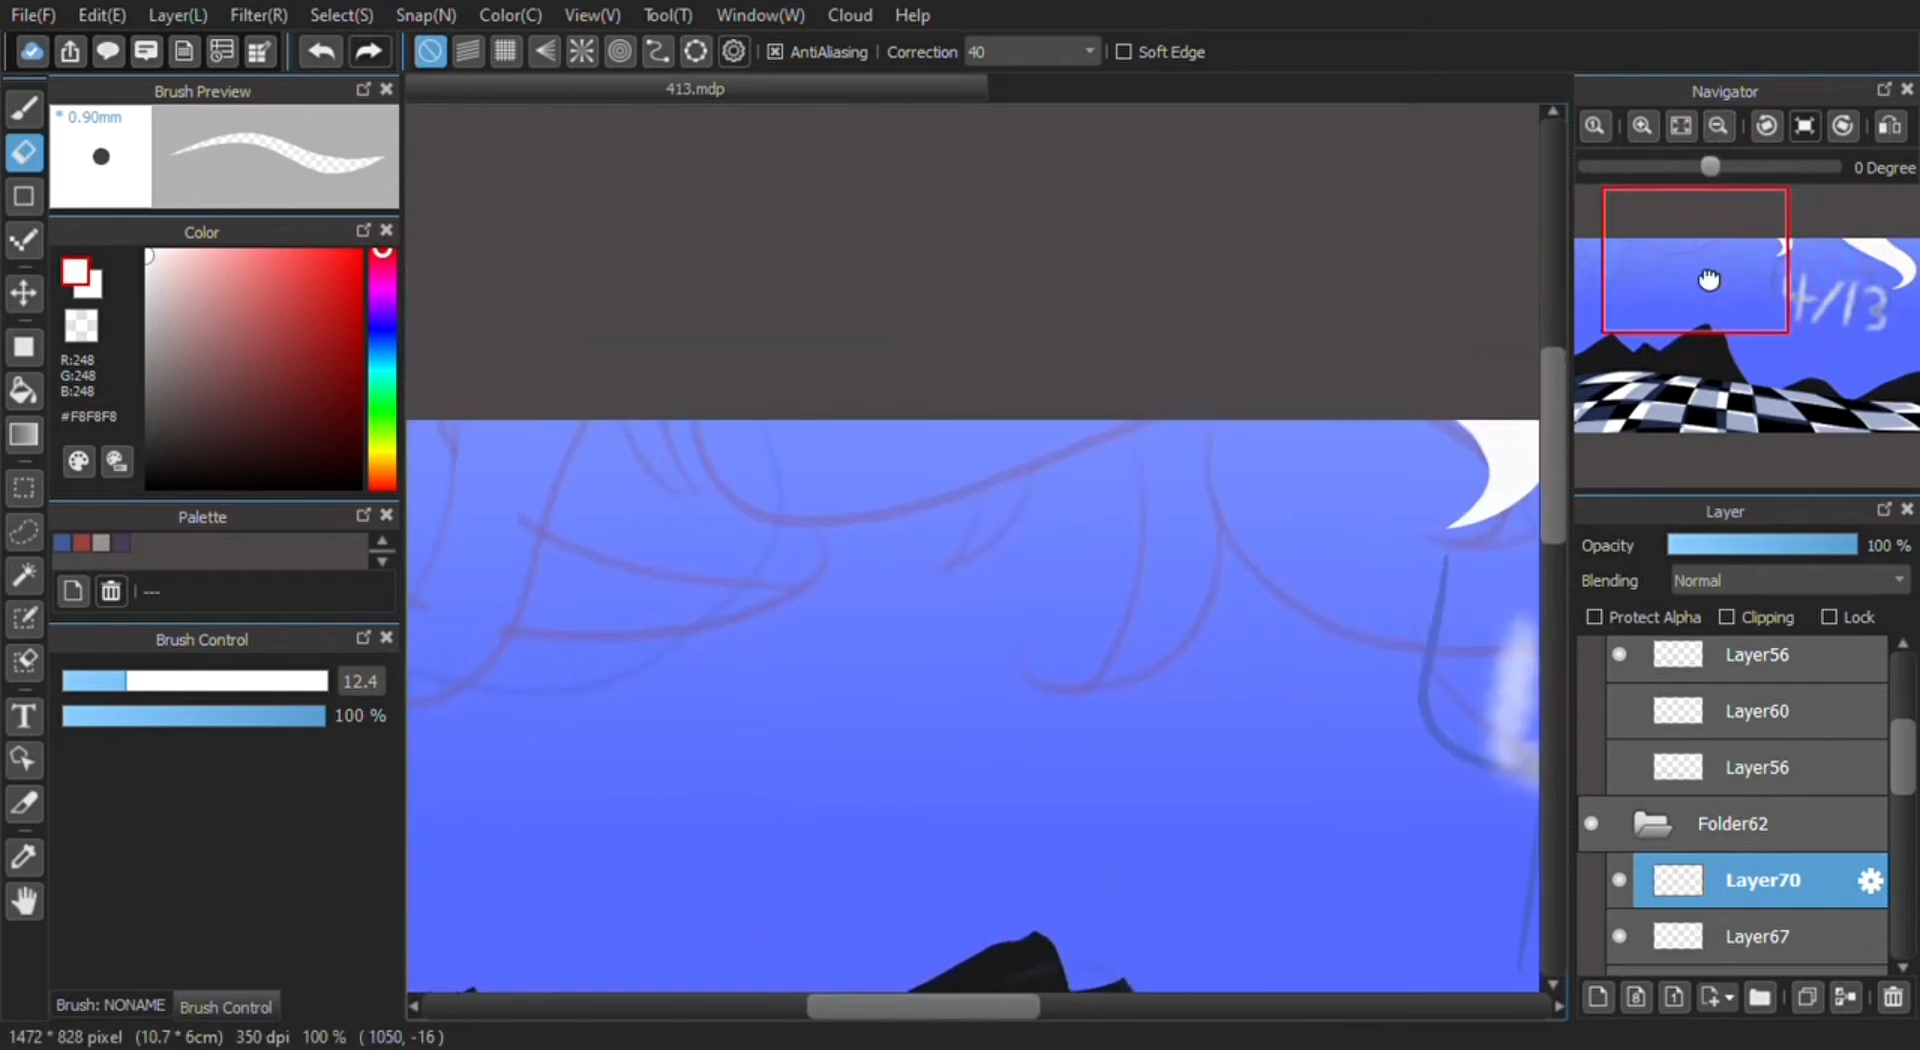 File(F) Edit(E) Layer(L) Filter(R) Select(S) Snap(N) Color(C) View(V) Tool(T) Window(W) Cloud Help
AntiAliasing Correction 40 Soft Edge
Brush Preview
* 0.90mm
413.mdp
Navigator
0 Degree
4/13
Color
R:248
G:248
B:248
#F8F8F8
Palette
---
Brush Control
12.4
100 %
Layer
Opacity 100 %
Blending Normal
Protect Alpha Clipping Lock
Layer56
Layer60
Layer56
Folder62
Layer70
Layer67
Brush: NONAME Brush Control
1472 * 828 pixel (10.7 * 6cm) 350 dpi 100 % ( 1050, -16 )